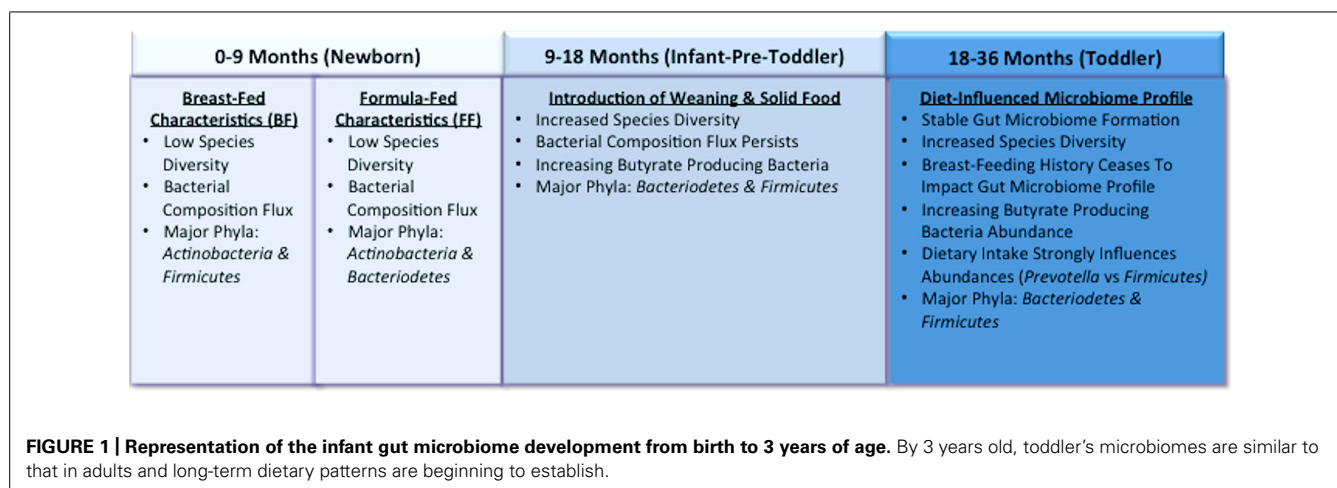 0-9 Months (Newborn)
9-18 Months (Infant-Pre-Toddler)
18-36 Months (Toddler)
Breast-Fed
Characteristics (BF)
• Low Species
Diversity
• Bacterial
Composition Flux
• Major Phyla:
Actinobacteria &
Firmicutes
Formula-Fed
Characteristics (FF)
• Low Species
Diversity
• Bacterial
Composition Flux
• Major Phyla:
Actinobacteria &
Bacteriodetes
Introduction of Weaning & Solid Food
• Increased Species Diversity
• Bacterial Composition Flux Persists
• Increasing Butyrate Producing Bacteria
• Major Phyla: Bacteriodetes & Firmicutes
Diet-Influenced Microbiome Profile
• Stable Gut Microbiome Formation
• Increased Species Diversity
• Breast-Feeding History Ceases To
Impact Gut Microbiome Profile
• Increasing Butyrate Producing
Bacteria Abundance
• Dietary Intake Strongly Influences
Abundances (Prevotella vs Firmicutes)
• Major Phyla: Bacteriodetes &
Firmicutes
FIGURE 1 | Representation of the infant gut microbiome development from birth to 3 years of age. By 3 years old, toddler's microbiomes are similar to
that in adults and long-term dietary patterns are beginning to establish.